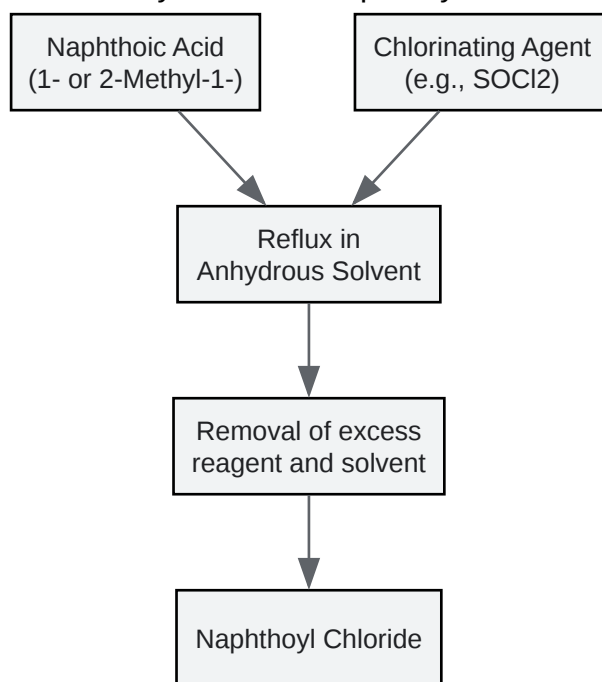 Naphthoic Acid
(1- or 2-Methyl-1-)
Chlorinating Agent
(e.g., SOCl2)
Reflux in
Anhydrous Solvent
Removal of excess
reagent and solvent
Naphthoyl Chloride